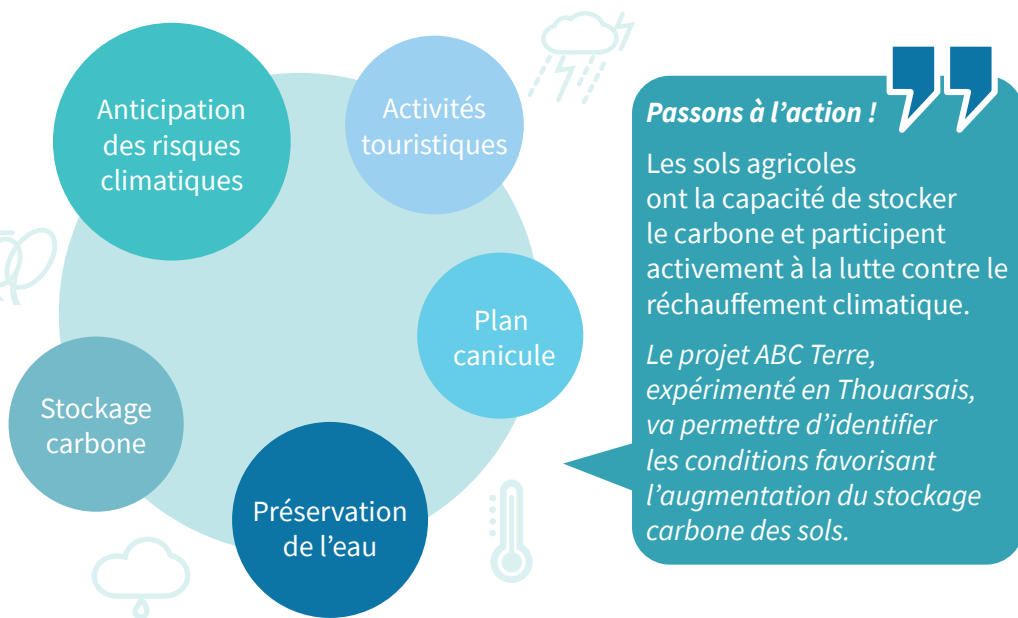 Anticipation
des risques
climatiques
Activités
touristiques
Plan
canicule
Stockage
carbone
Préservation
de l’eau
Passons à l’action !
Les sols agricoles
ont la capacité de stocker
le carbone et participent
activement à la lutte contre le
réchauffement climatique.
Le projet ABC Terre,
expérimenté en Thouarsais,
va permettre d’identifier
les conditions favorisant
l’augmentation du stockage
carbone des sols.